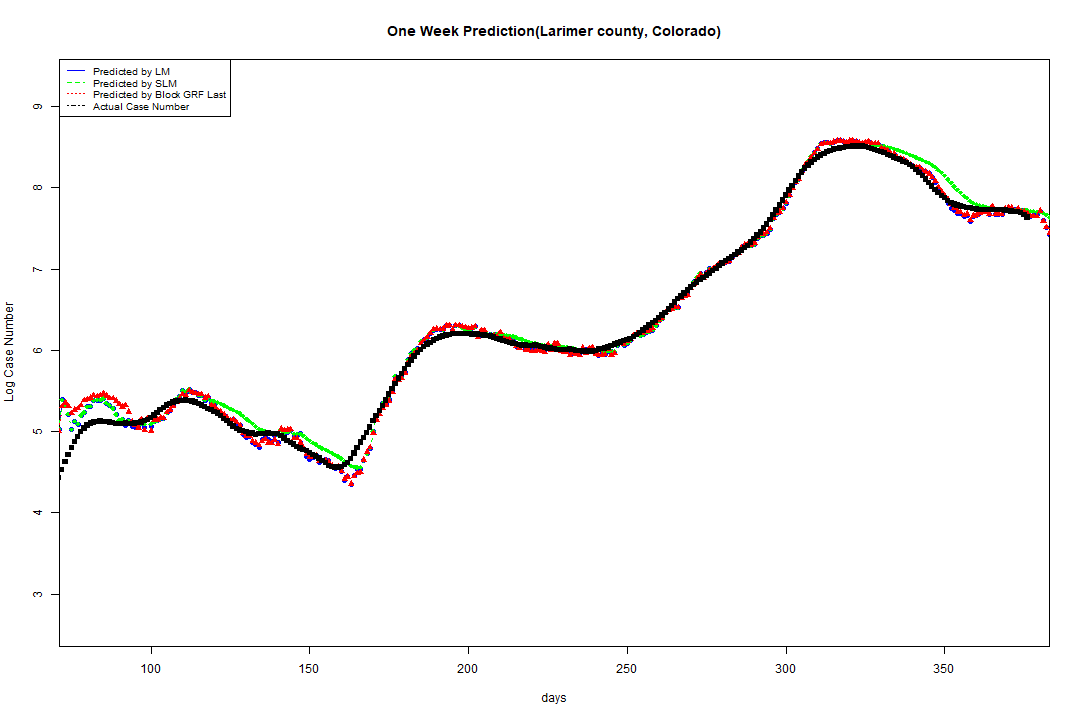 One Week Prediction(Larimer county, Colorado)
Predicted by LM
Predicted by SLM
Predicted by Block GRF Last
Actual Case Number
9
8
7
6
5
4
3
Log Case Number
100 150 200 250 300 350
days